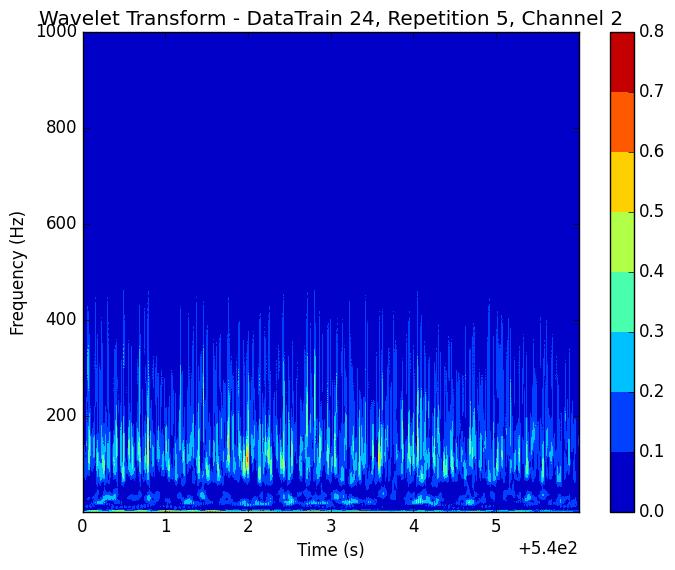 Wavelet Transform - DataTrain 24, Repetition 5, Channel 2
1000
800
600
400
200
Frequency (Hz)
0 1 2 3 4 5
Time (s)
+5.4e2
0.8
0.7
0.6
0.5
0.4
0.3
0.2
0.1
0.0